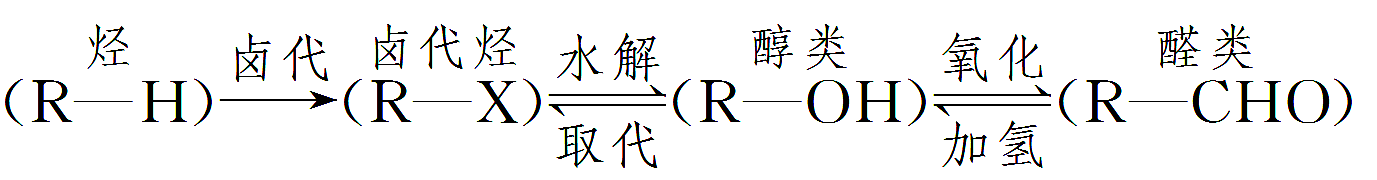 烃 卤代 卤代烃 水解 醇类 氧化 醛类
(R—H) (R—X) (R—OH) (R—CHO)
取代 加氢